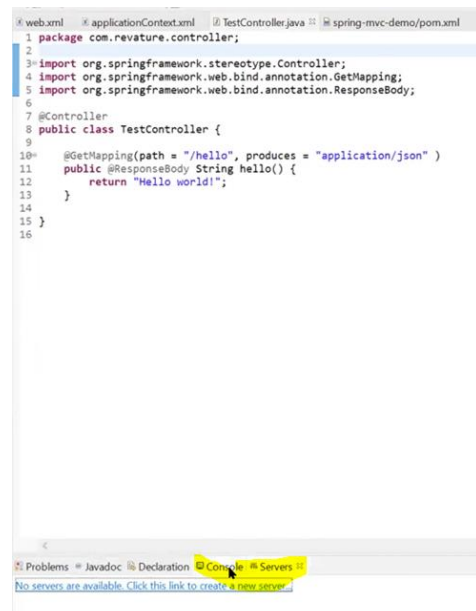 web.xml applicationContext.xml TestController.java spring-mvc-demo/pom.xml
1 package com.revature.controller;
2
3 import org.springframework.stereotype.Controller;
4 import org.springframework.web.bind.annotation.GetMapping;
5 import org.springframework.web.bind.annotation.ResponseBody;
6
7 @Controller
8 public class TestController {
9
10 @GetMapping(path = "/hello", produces = "application/json" )
11 public @ResponseBody String hello() {
12 return "Hello world!";
13 }
14
15 }
16
Problems Javadoc Declaration Console Servers
No servers are available. Click this link to create a new server...